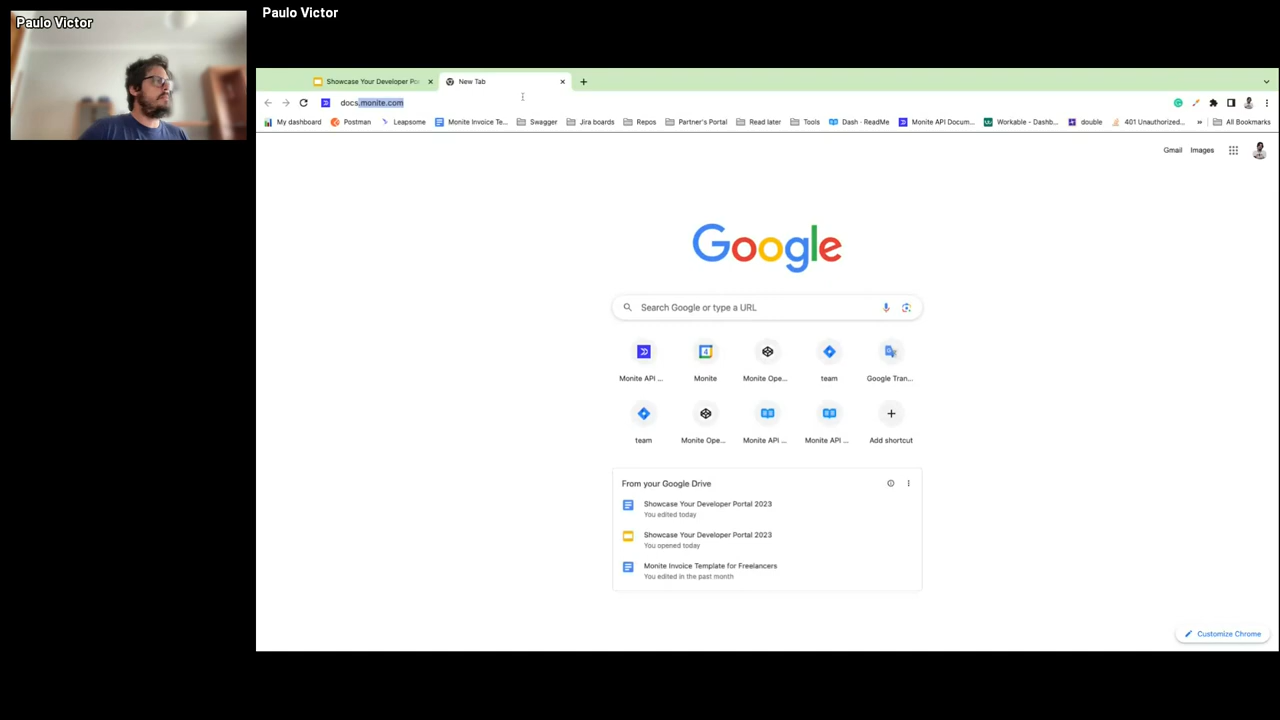 Paulo Victor
Paulo Victor
Showcase Your Developer Po
New Tab
docs.monite.com
My dashboard
Postman
Leapsome
Monite Invoice Te...
Swagger
Jira boards
Repos
Partner's Portal
Read later
Tools
Dash · ReadMe
Monite API Docum...
Workable - Dashb...
double
401 Unauthorized...
All Bookmarks
Gmail
Images
Google
Search Google or type a URL
Monite API ...
4
Monite
Monite Ope...
team
Google Tran...
team
Monite Ope...
Monite API ...
Monite API ...
Add shortcut
From your Google Drive
Showcase Your Developer Portal 2023
You edited today
Showcase Your Developer Portal 2023
You opened today
Monite Invoice Template for Freelancers
You edited in the past month
Customize Chrome